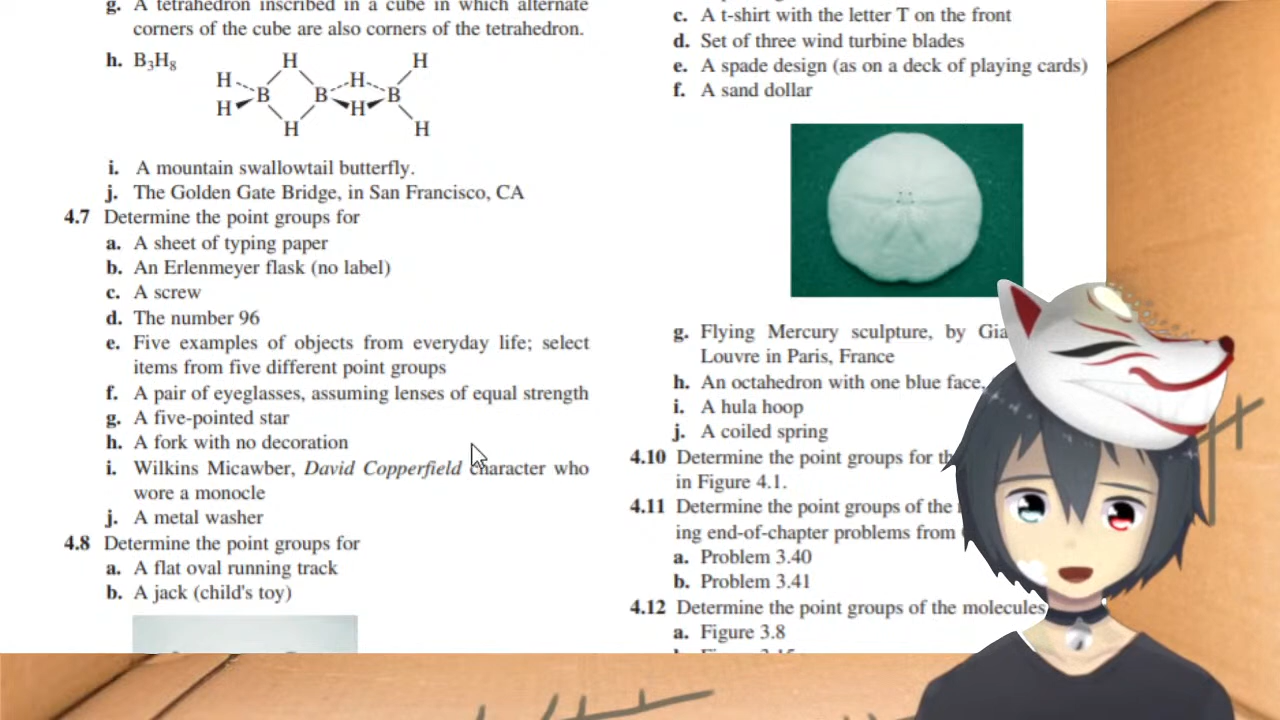 g. A tetrahedron inscribed in a cube in which alternate
corners of the cube are also corners of the tetrahedron.
h. B₃H₈
H H
H H
B B B
H H
H H
i. A mountain swallowtail butterfly.
j. The Golden Gate Bridge, in San Francisco, CA
4.7 Determine the point groups for
a. A sheet of typing paper
b. An Erlenmeyer flask (no label)
c. A screw
d. The number 96
e. Five examples of objects from everyday life; select
items from five different point groups
f. A pair of eyeglasses, assuming lenses of equal strength
g. A five-pointed star
h. A fork with no decoration
i. Wilkins Micawber, David Copperfield character who
wore a monocle
j. A metal washer
4.8 Determine the point groups for
a. A flat oval running track
b. A jack (child's toy)
c. A t-shirt with the letter T on the front
d. Set of three wind turbine blades
e. A spade design (as on a deck of playing cards)
f. A sand dollar
g. Flying Mercury sculpture, by
Louvre in Paris, France
h. An octahedron with one blue face.
i. A hula hoop
j. A coiled spring
4.10 Determine the point groups for
in Figure 4.1.
4.11 Determine the point groups of the
ing end-of-chapter problems from
a. Problem 3.40
b. Problem 3.41
4.12 Determine the point groups of the molecules
a. Figure 3.8